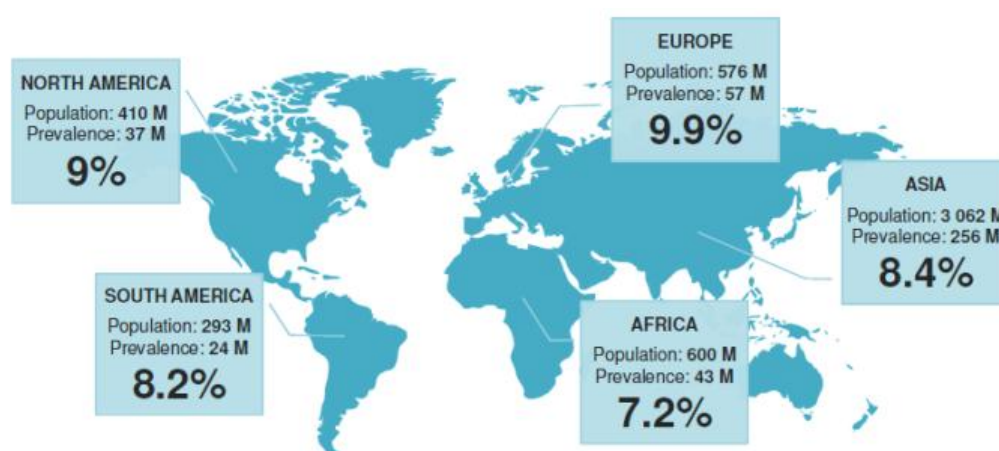 NORTH AMERICA
Population: 410 M
Prevalence: 37 M
9%
EUROPE
Population: 576 M
Prevalence: 57 M
9.9%
ASIA
Population: 3 062 M
Prevalence: 256 M
8.4%
SOUTH AMERICA
Population: 293 M
Prevalence: 24 M
8.2%
AFRICA
Population: 600 M
Prevalence: 43 M
7.2%